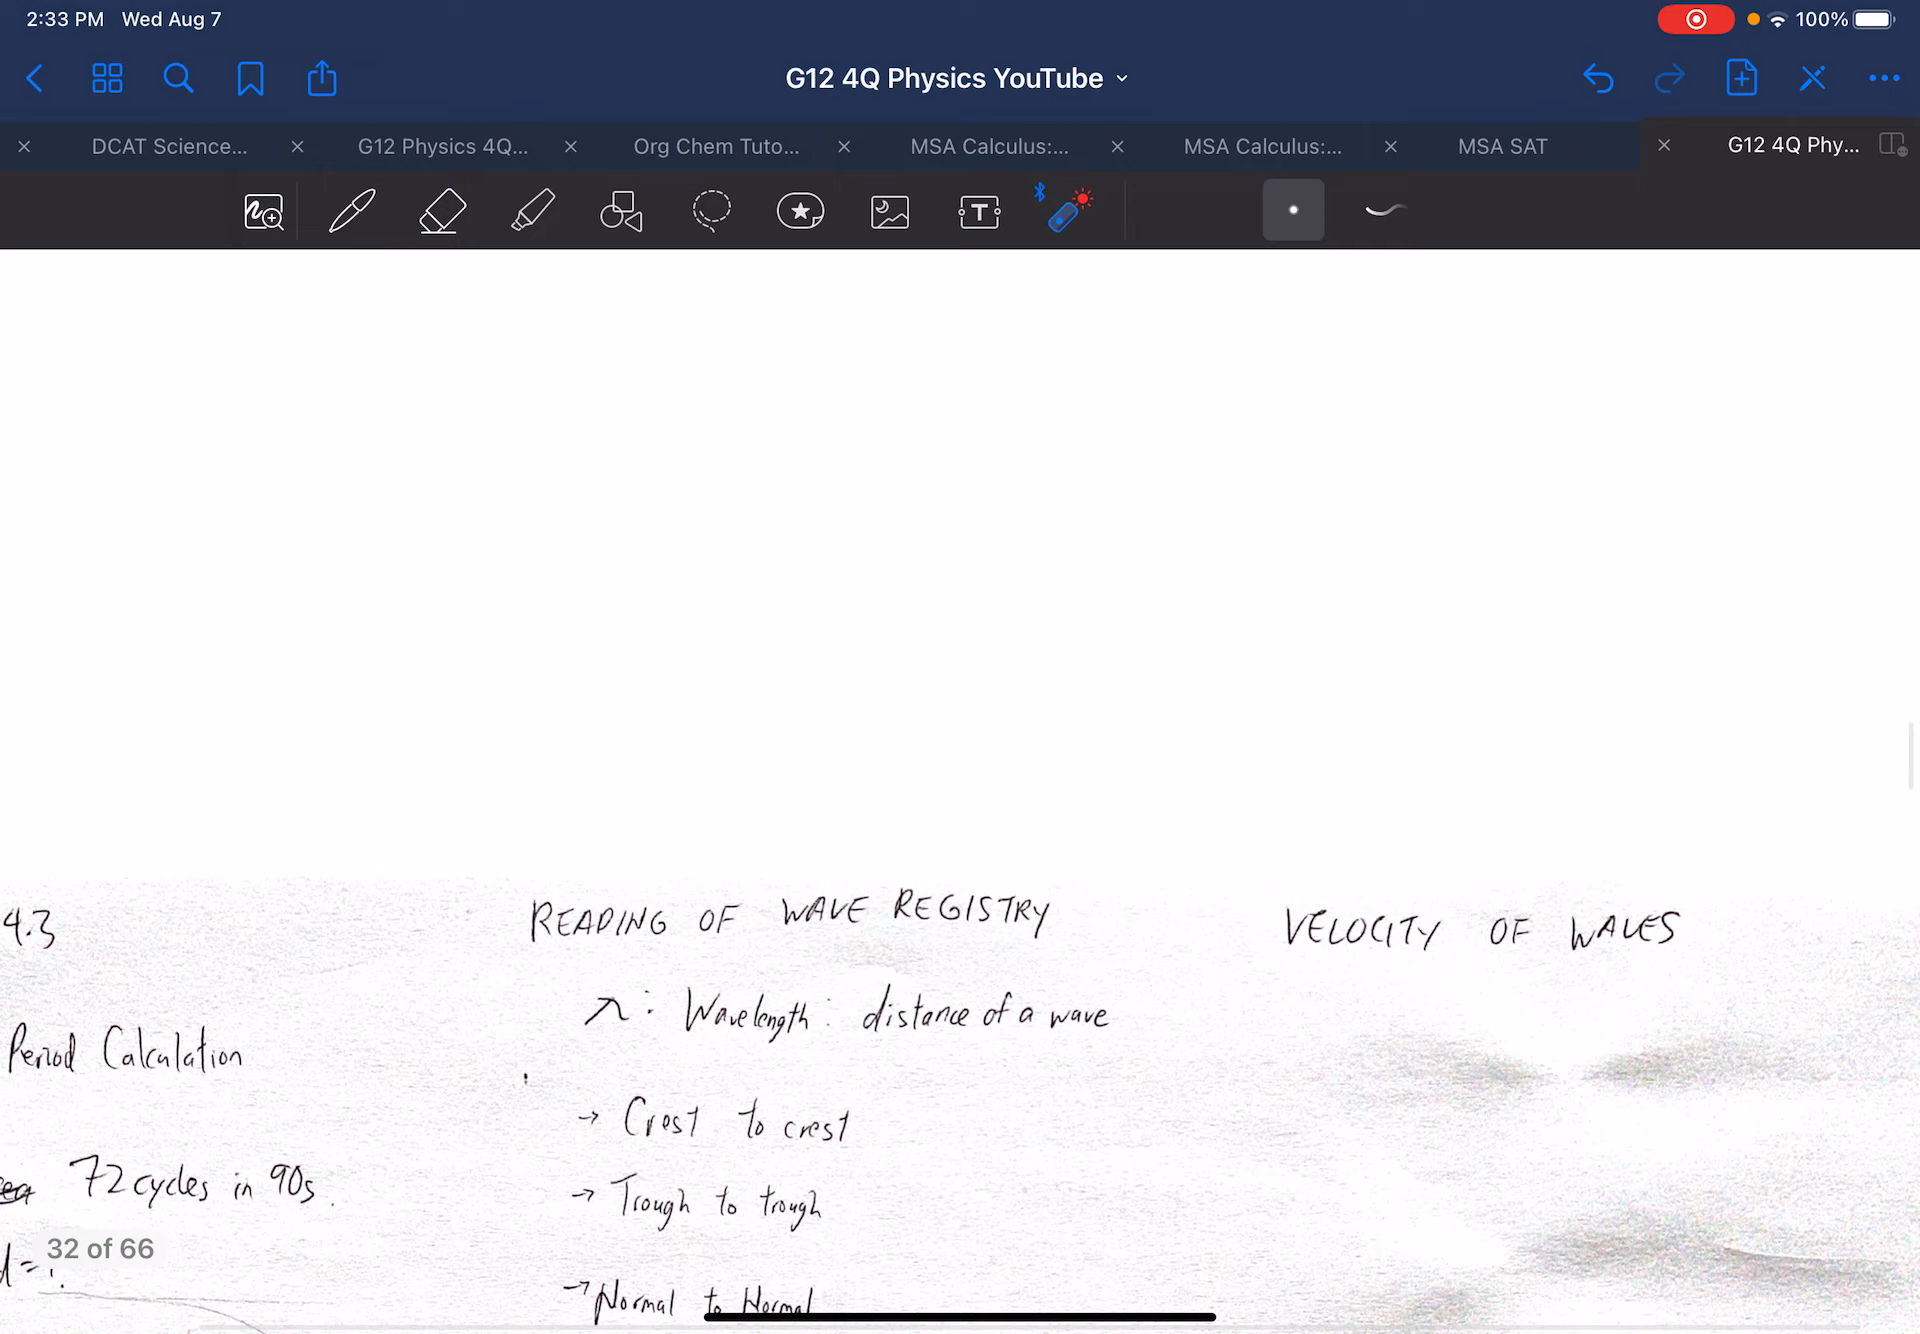 2:33 PM Wed Aug 7
100%
G12 4Q Physics YouTube
DCAT Science...
G12 Physics 4Q...
Org Chem Tuto...
MSA Calculus:...
MSA Calculus:...
MSA SAT
G12 4Q Phy...
T
4.3
Period Calculation
72 cycles in 90s.
32 of 66
READING OF WAVE REGISTRY
λ: Wavelength: distance of a wave
→ Crest to crest
→ Trough to trough
→ Normal to Normal
VELOCITY OF WAVES